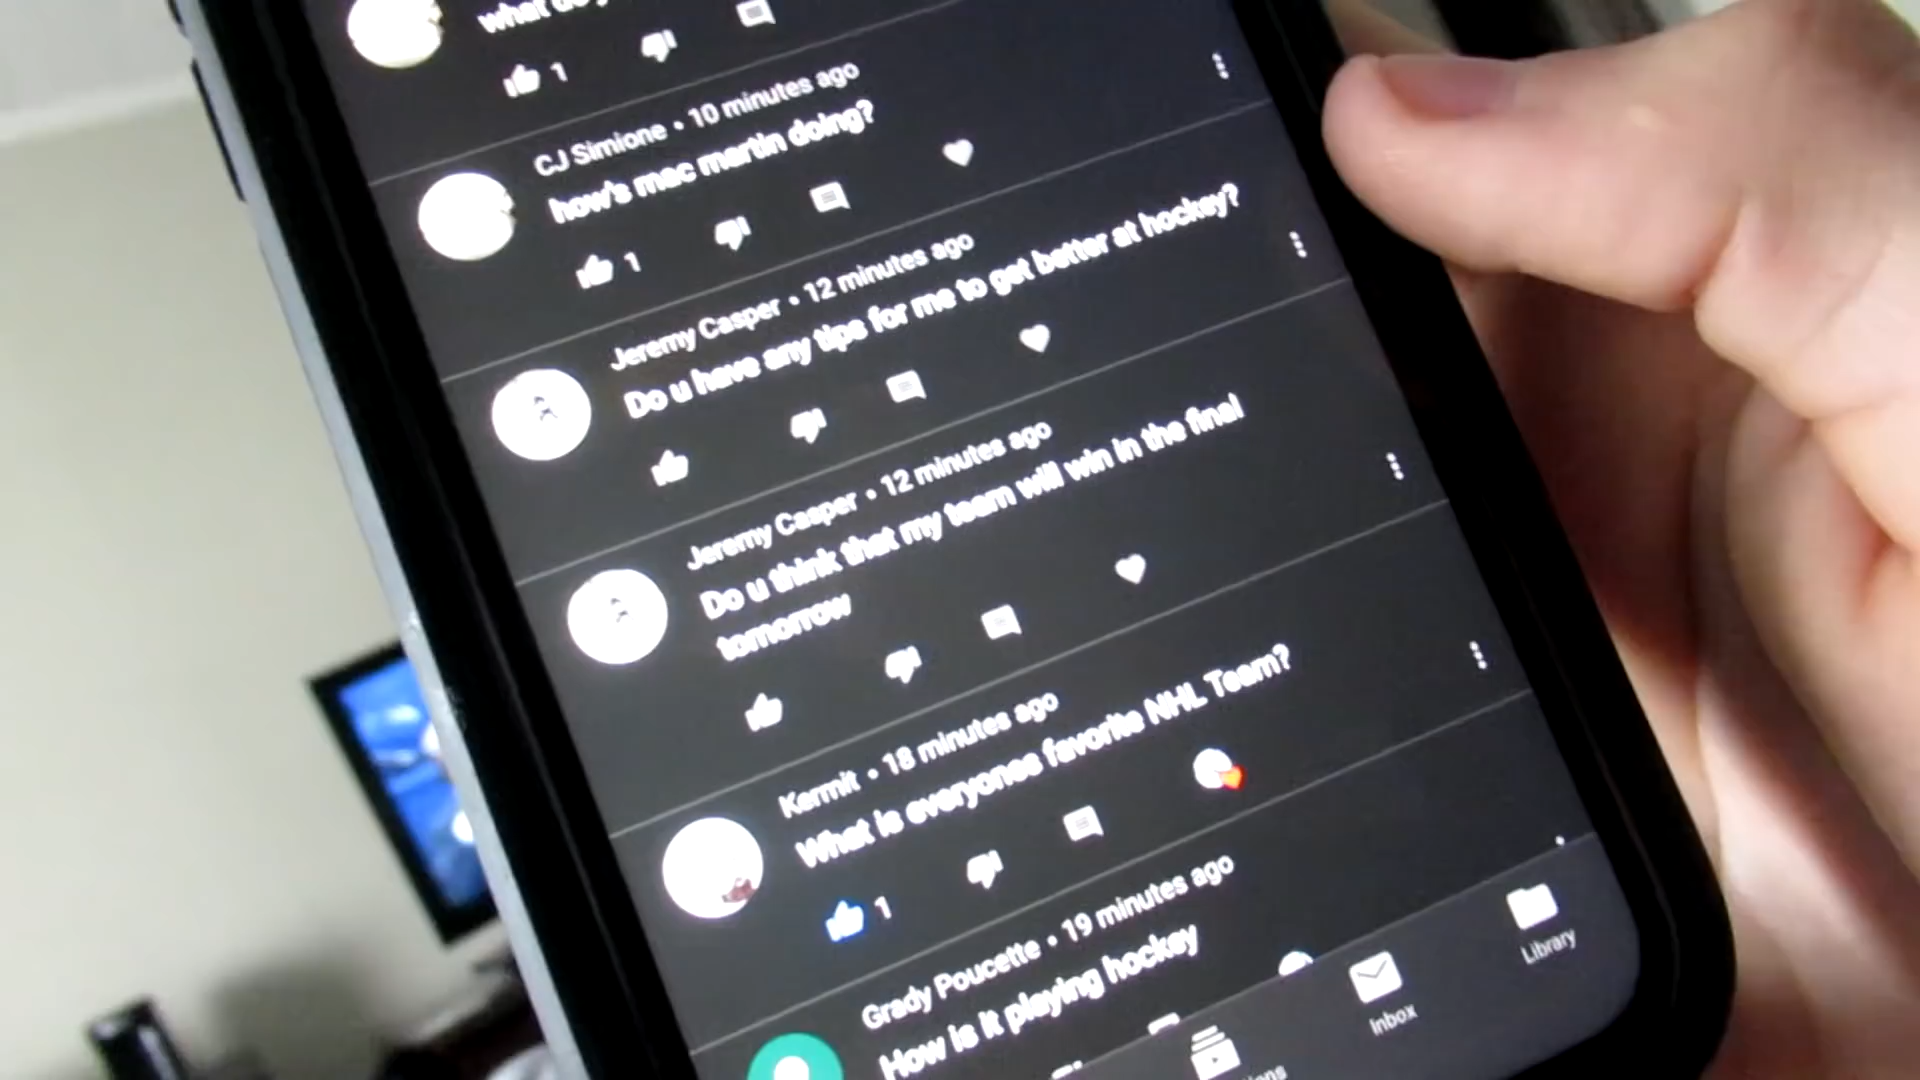 what do
1
CJ Simione • 10 minutes ago
how's mac martin doing?
1
Jeremy Casper • 12 minutes ago
Do u have any tips for me to get better at hockey?
Jeremy Casper • 12 minutes ago
Do u think that my team will win in the final
tomorrow
Kermit • 18 minutes ago
What is everyones favorite NHL Team?
1
Grady Poucette • 19 minutes ago
How is it playing hockey
Inbox
Library